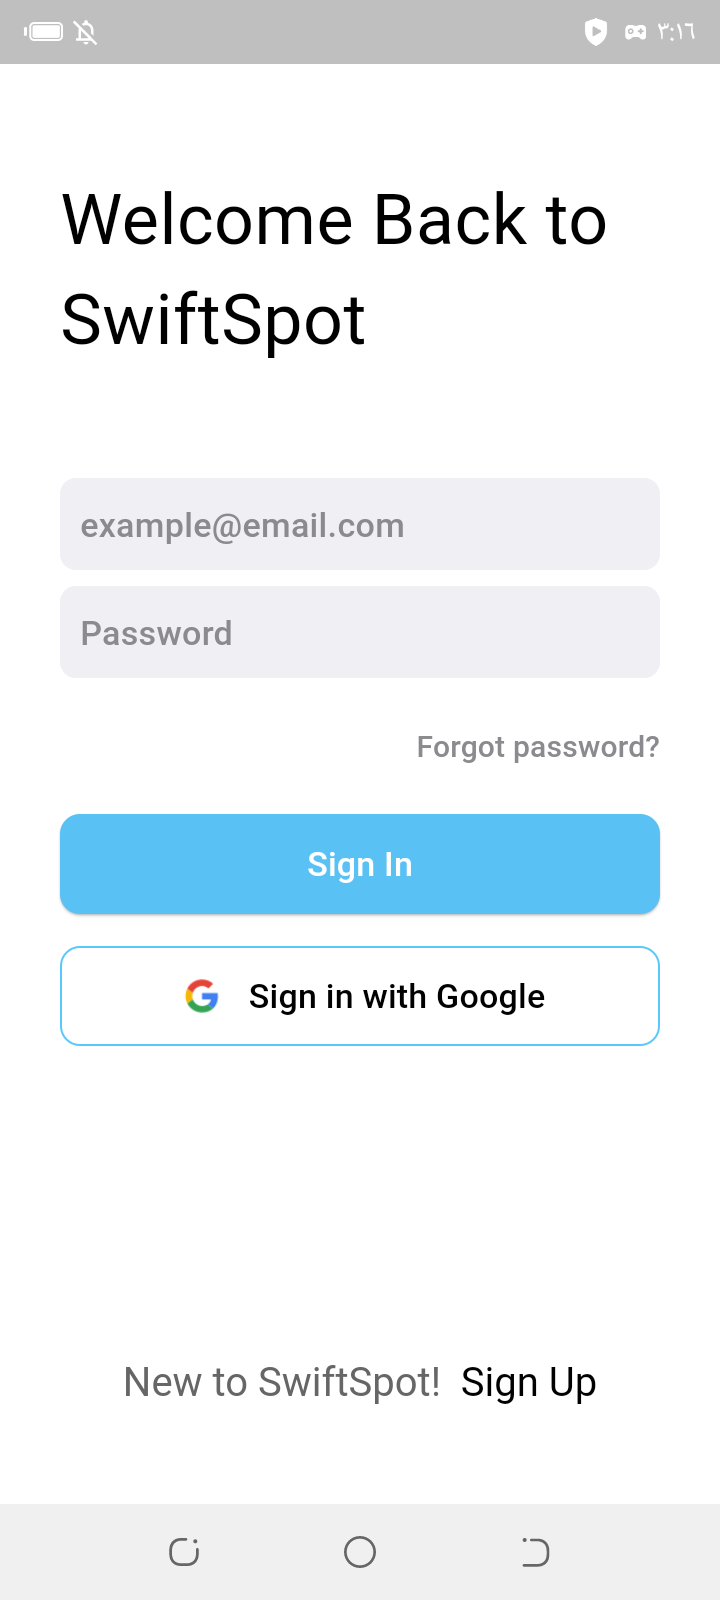 ٣:١٦
Welcome Back to
SwiftSpot
example@email.com
Password
Forgot password?
Sign In
Sign in with Google
New to SwiftSpot! Sign Up